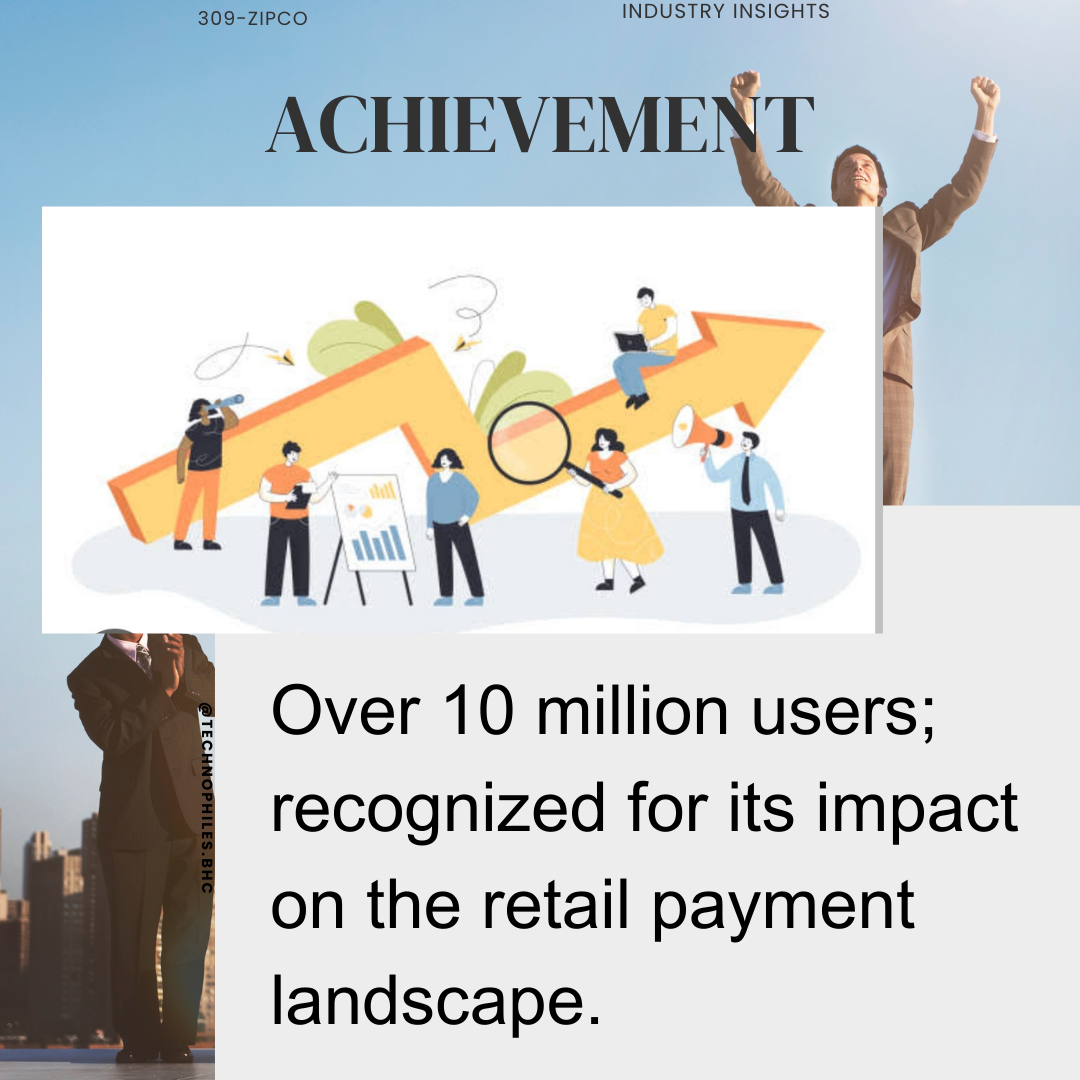 309-ZIPCO
INDUSTRY INSIGHTS
ACHIEVEMENT
@TECHNOPHILES.BHC
Over 10 million users;
recognized for its impact
on the retail payment
landscape.